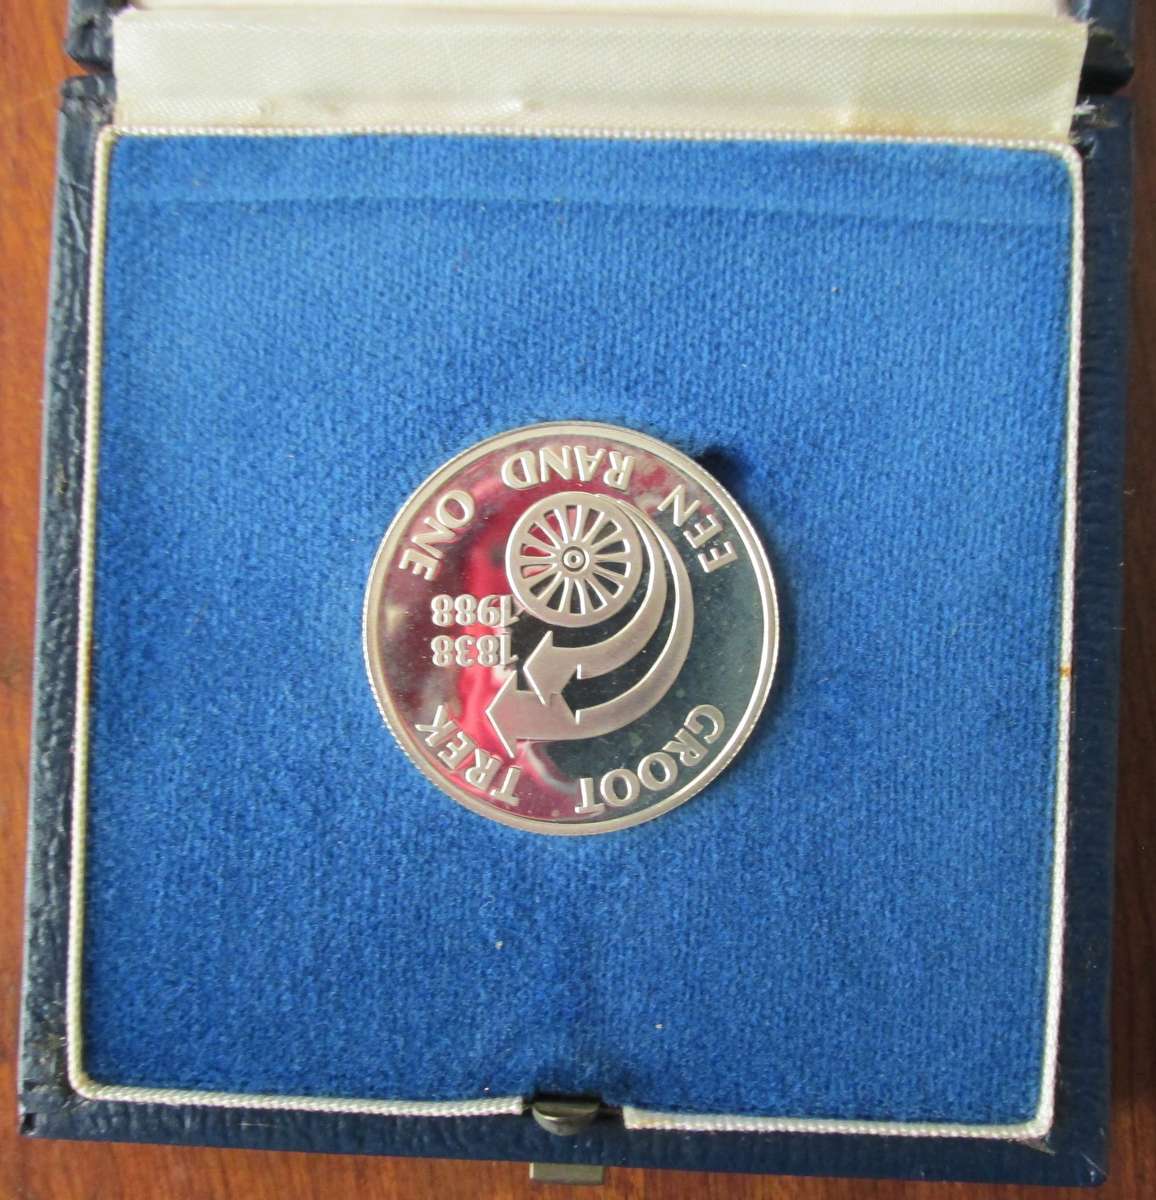 GROOT TREK
1838
1988
EEN RAND ONE